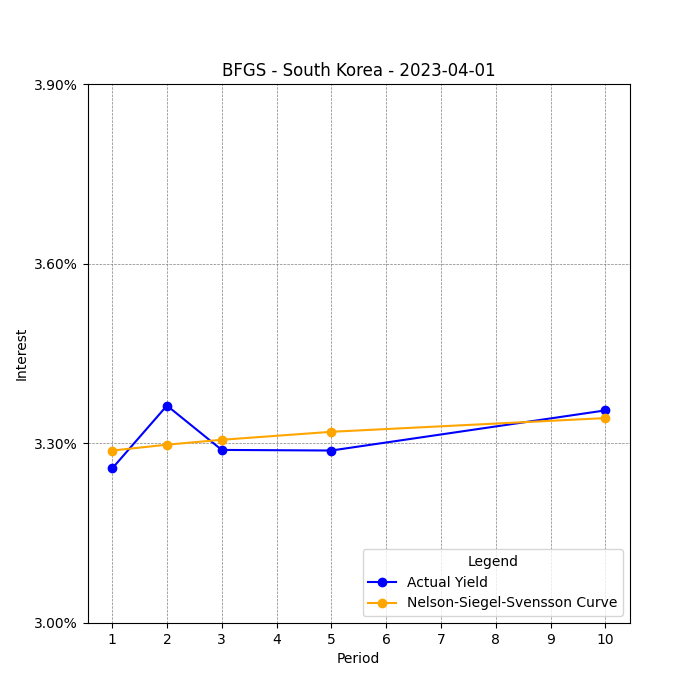 BFGS - South Korea - 2023-04-01
3.90%
3.60%
3.30%
3.00%
Interest
1 2 3 4 5 6 7 8 9 10
Period
Legend
Actual Yield
Nelson-Siegel-Svensson Curve